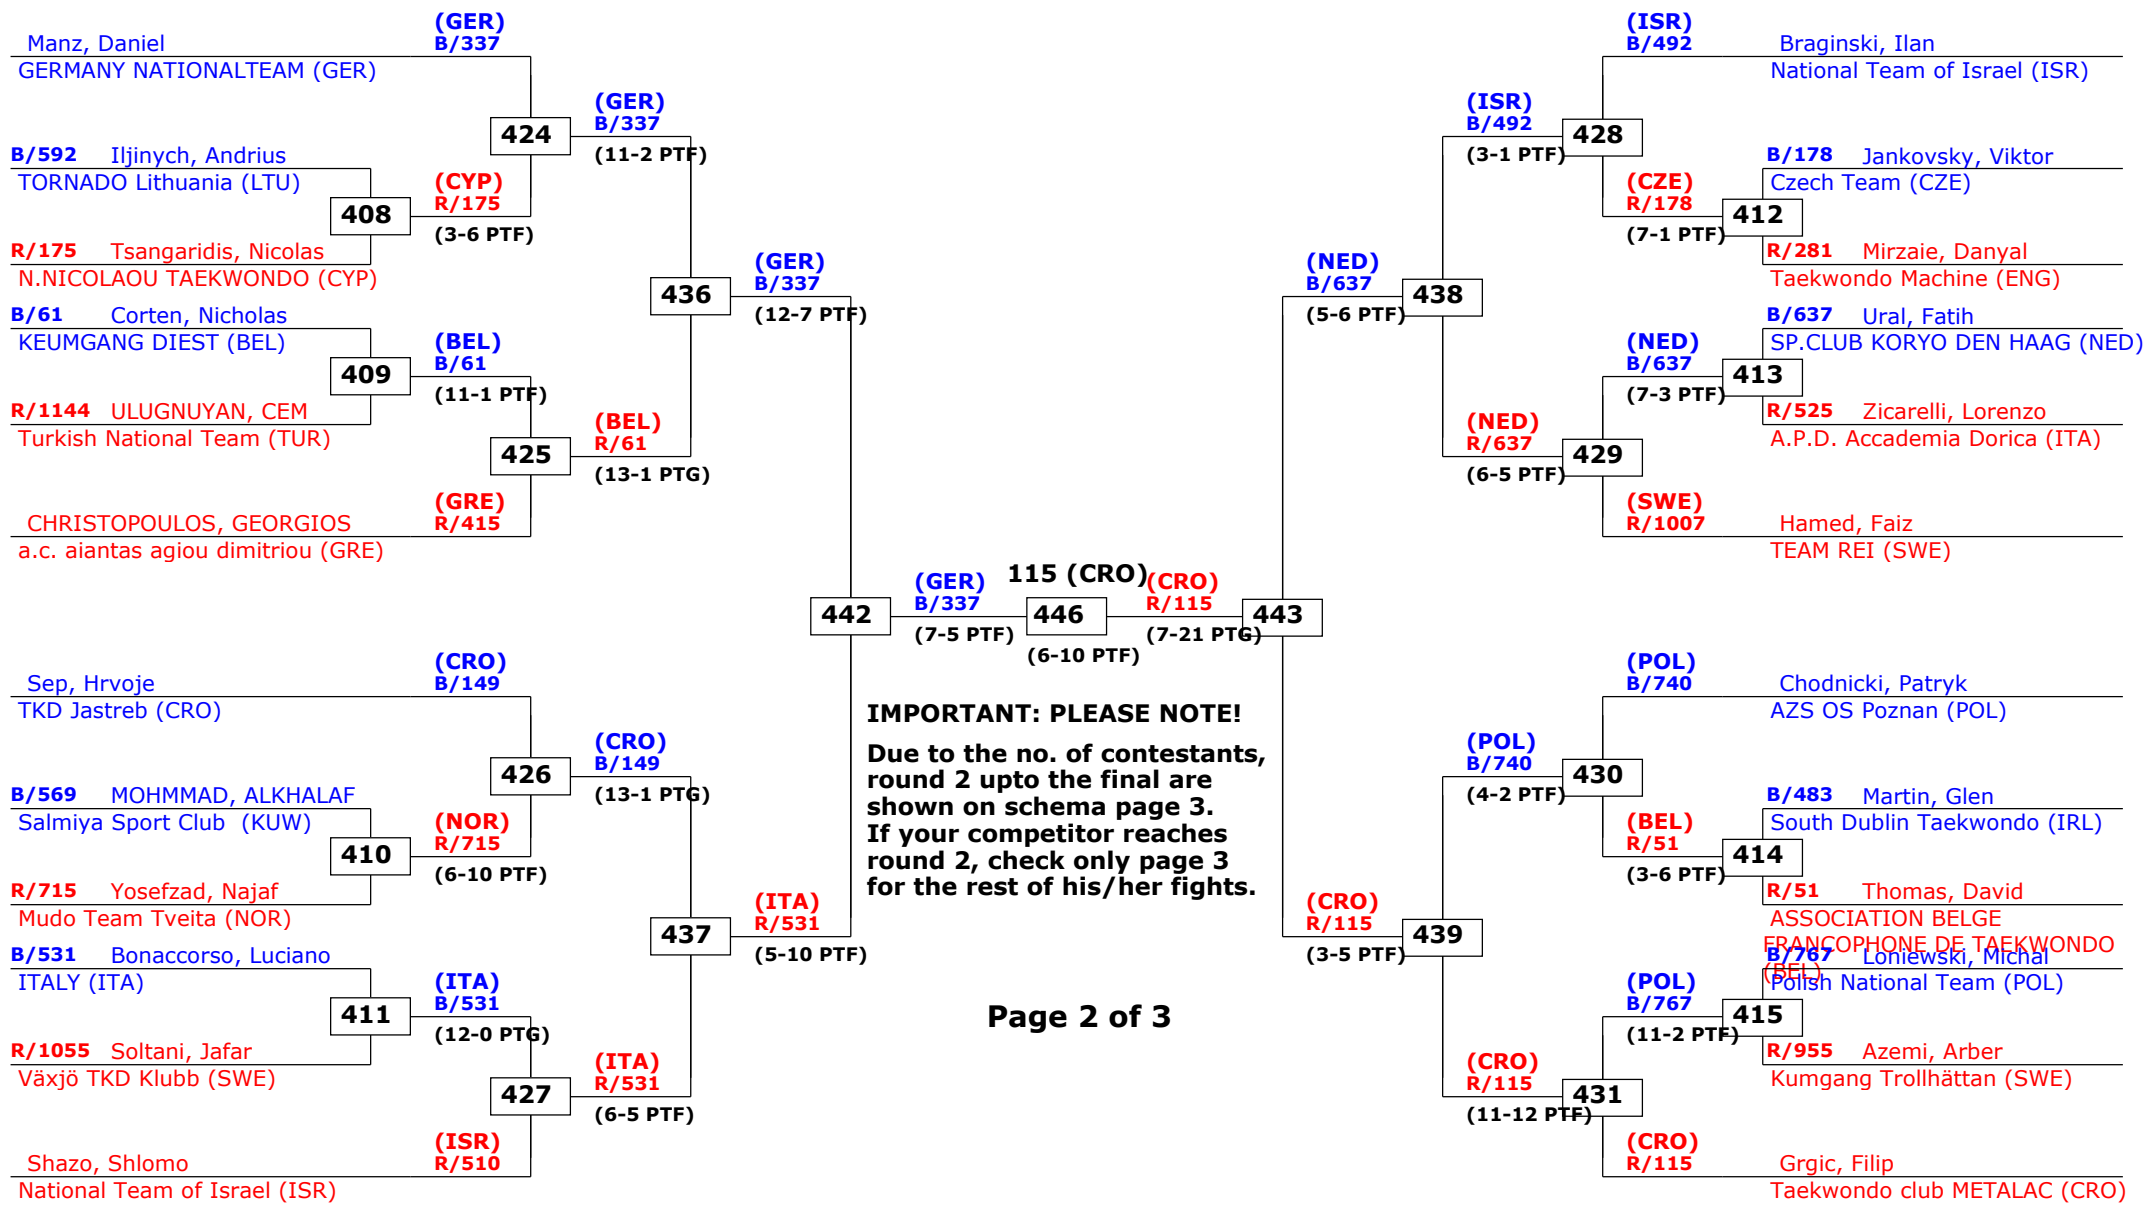 (GER)
B/337
Manz, Daniel
GERMANY NATIONALTEAM (GER)
(GER)
B/337
424
(11-2 PTF)
B/592 Iljinych, Andrius
TORNADO Lithuania (LTU)
(CYP)
R/175
408
(3-6 PTF)
R/175 Tsangaridis, Nicolas
N.NICOLAOU TAEKWONDO (CYP)
(GER)
B/337
436
(12-7 PTF)
B/61 Corten, Nicholas
KEUMGANG DIEST (BEL)
(BEL)
B/61
409
(11-1 PTF)
R/1144 ULUGNUYAN, CEM
Turkish National Team (TUR)
(BEL)
R/61
425
(13-1 PTG)
(GRE)
R/415
CHRISTOPOULOS, GEORGIOS
a.c. aiantas agiou dimitriou (GRE)
442
(GER)
B/337
(7-5 PTF)
115 (CRO)
446
(6-10 PTF)
(CRO)
R/115
443
(7-21 PTG)
(CRO)
B/149
Sep, Hrvoje
TKD Jastreb (CRO)
(CRO)
B/149
426
(13-1 PTG)
B/569 MOHMMAD, ALKHALAF
Salmiya Sport Club (KUW)
(NOR)
R/715
410
(6-10 PTF)
R/715 Yosefzad, Najaf
Mudo Team Tveita (NOR)
(ITA)
R/531
437
(5-10 PTF)
B/531 Bonaccorso, Luciano
ITALY (ITA)
(ITA)
B/531
411
(12-0 PTG)
R/1055 Soltani, Jafar
Växjö TKD Klubb (SWE)
(ITA)
R/531
427
(6-5 PTF)
(ISR)
R/510
Shazo, Shlomo
National Team of Israel (ISR)
IMPORTANT: PLEASE NOTE!
Due to the no. of contestants,
round 2 upto the final are
shown on schema page 3.
If your competitor reaches
round 2, check only page 3
for the rest of his/her fights.
Page 2 of 3
(ISR)
B/492
Braginski, Ilan
National Team of Israel (ISR)
(ISR)
B/492
428
(3-1 PTF)
B/178 Jankovsky, Viktor
Czech Team (CZE)
(CZE)
R/178
412
(7-1 PTF)
R/281 Mirzaie, Danyal
Taekwondo Machine (ENG)
(NED)
B/637
438
(5-6 PTF)
B/637 Ural, Fatih
SP.CLUB KORYO DEN HAAG (NED)
(NED)
B/637
413
(7-3 PTF)
R/525 Zicarelli, Lorenzo
A.P.D. Accademia Dorica (ITA)
(NED)
R/637
429
(6-5 PTF)
(SWE)
R/1007
Hamed, Faiz
TEAM REI (SWE)
(POL)
B/740
Chodnicki, Patryk
AZS OS Poznan (POL)
(POL)
B/740
430
(4-2 PTF)
B/483 Martin, Glen
South Dublin Taekwondo (IRL)
(BEL)
R/51
414
(3-6 PTF)
R/51 Thomas, David
ASSOCIATION BELGE
FRANCOPHONE DE TAEKWONDO
(BEL)
(CRO)
R/115
439
(3-5 PTF)
B/767 Loniewski, Michal
Polish National Team (POL)
(POL)
B/767
415
(11-2 PTF)
R/955 Azemi, Arber
Kumgang Trollhättan (SWE)
(CRO)
R/115
431
(11-12 PTF)
(CRO)
R/115
Grgic, Filip
Taekwondo club METALAC (CRO)